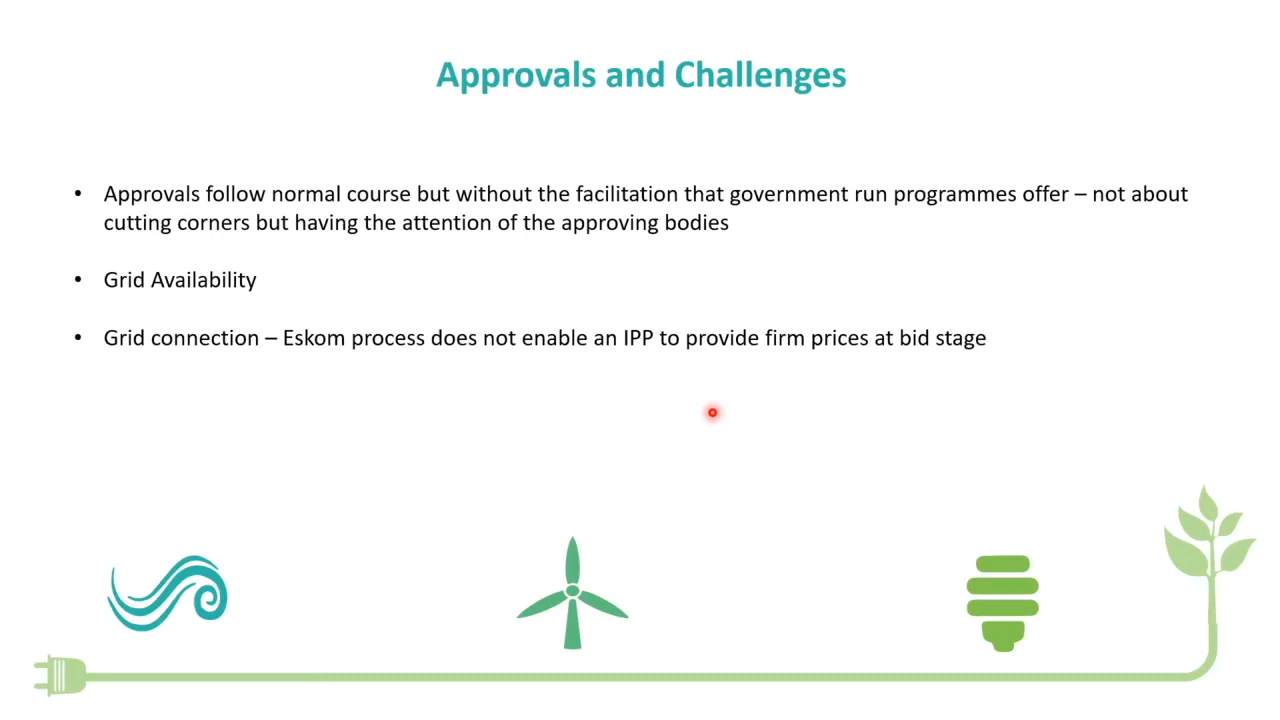 Approvals and Challenges
• Approvals follow normal course but without the facilitation that government run programmes offer – not about
cutting corners but having the attention of the approving bodies
• Grid Availability
• Grid connection – Eskom process does not enable an IPP to provide firm prices at bid stage